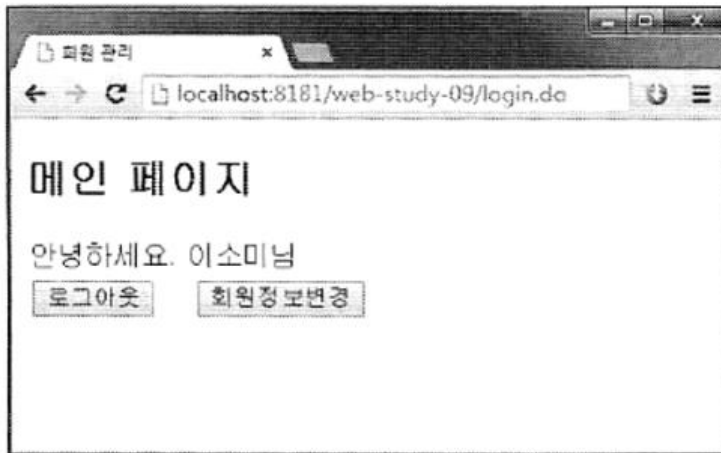 회원 관리
localhost:8181/web-study-09/login.do
메인 페이지
안녕하세요. 이소미님
로그아웃 회원정보변경